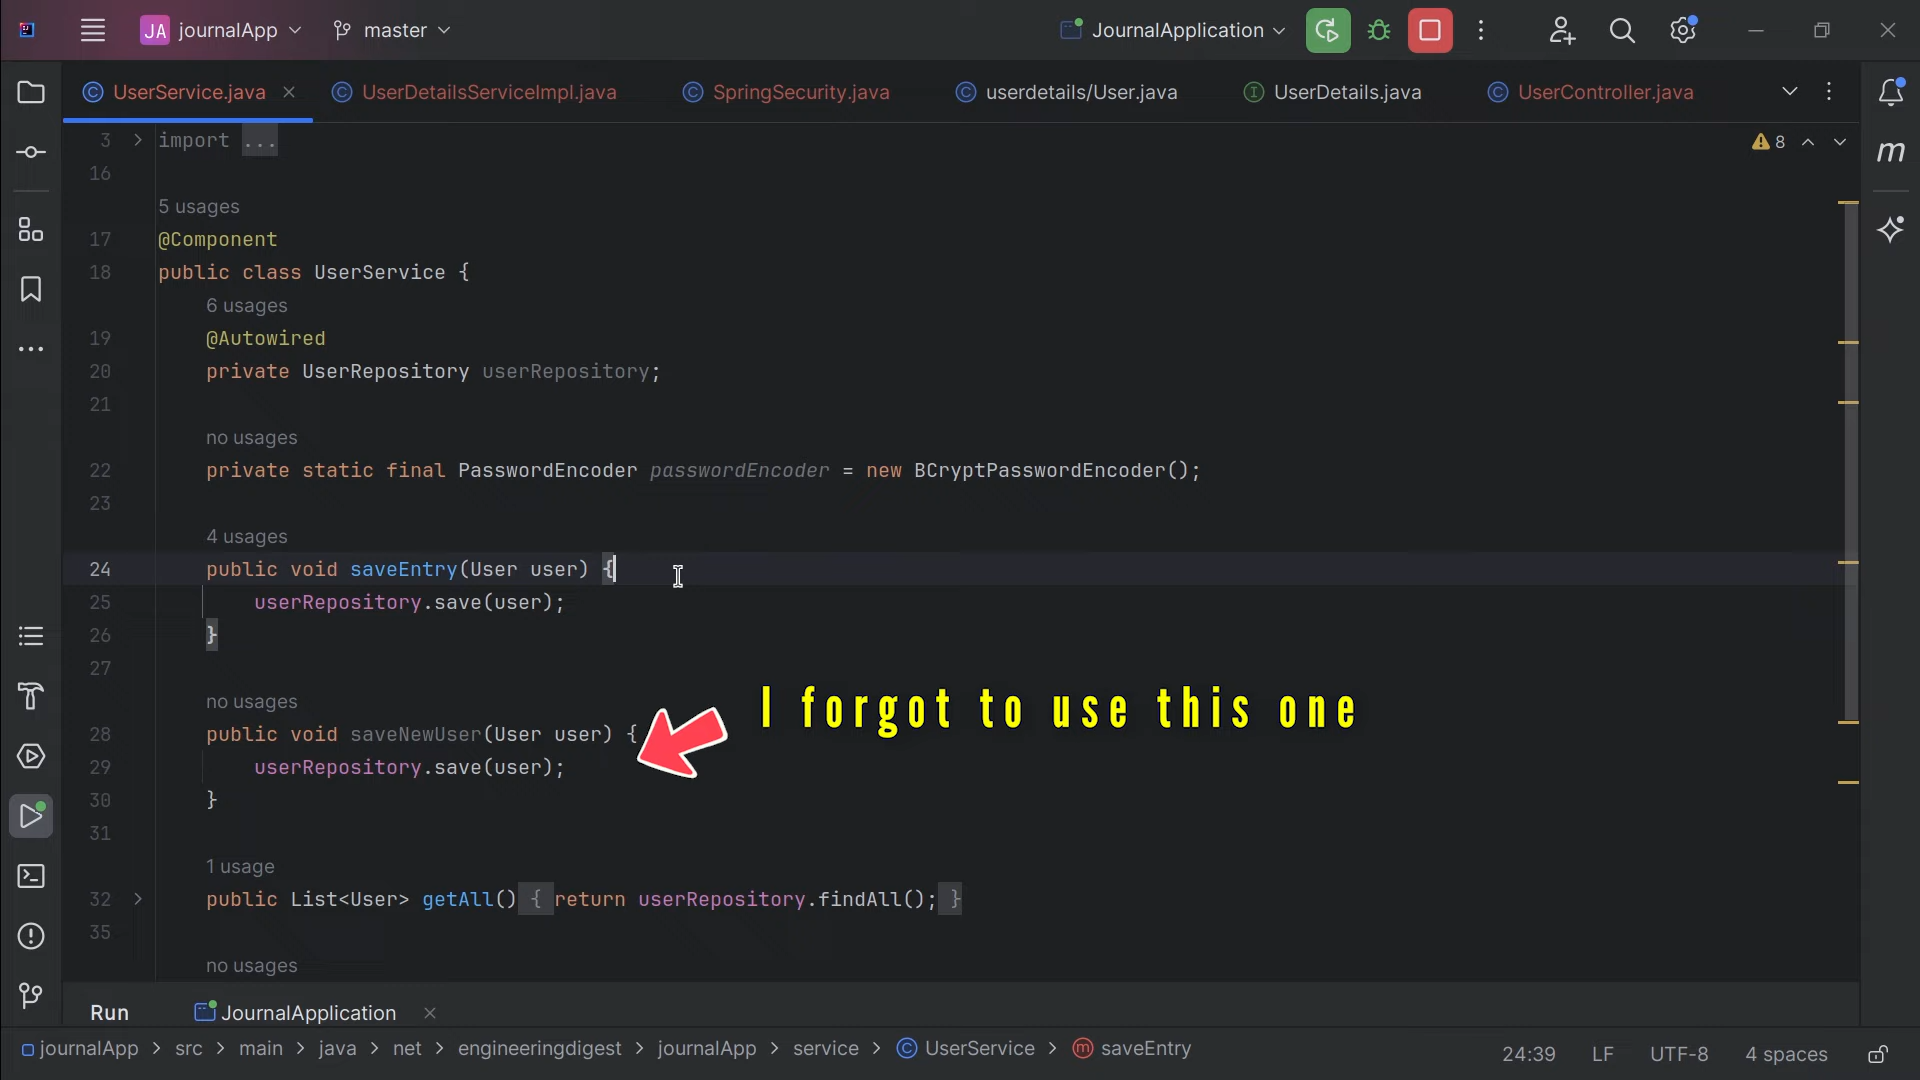 JA journalApp master JournalApplication
UserService.java UserDetailsServiceImpl.java SpringSecurity.java userdetails/User.java UserDetails.java UserController.java
3 import ... 8
16
5 usages
17 @Component
18 public class UserService {
6 usages
19 @Autowired
20 private UserRepository userRepository;
21
no usages
22 private static final PasswordEncoder passwordEncoder = new BCryptPasswordEncoder();
23
4 usages
24 public void saveEntry(User user) {
25 userRepository.save(user);
26 }
27
no usages
28 public void saveNewUser(User user) {
I forgot to use this one
29 userRepository.save(user);
30 }
31
1 usage
32 public List<User> getAll() { return userRepository.findAll(); }
35
no usages
Run JournalApplication
journalApp > src > main > java > net > engineeringdigest > journalApp > service > UserService > saveEntry 24:39 LF UTF-8 4 spaces